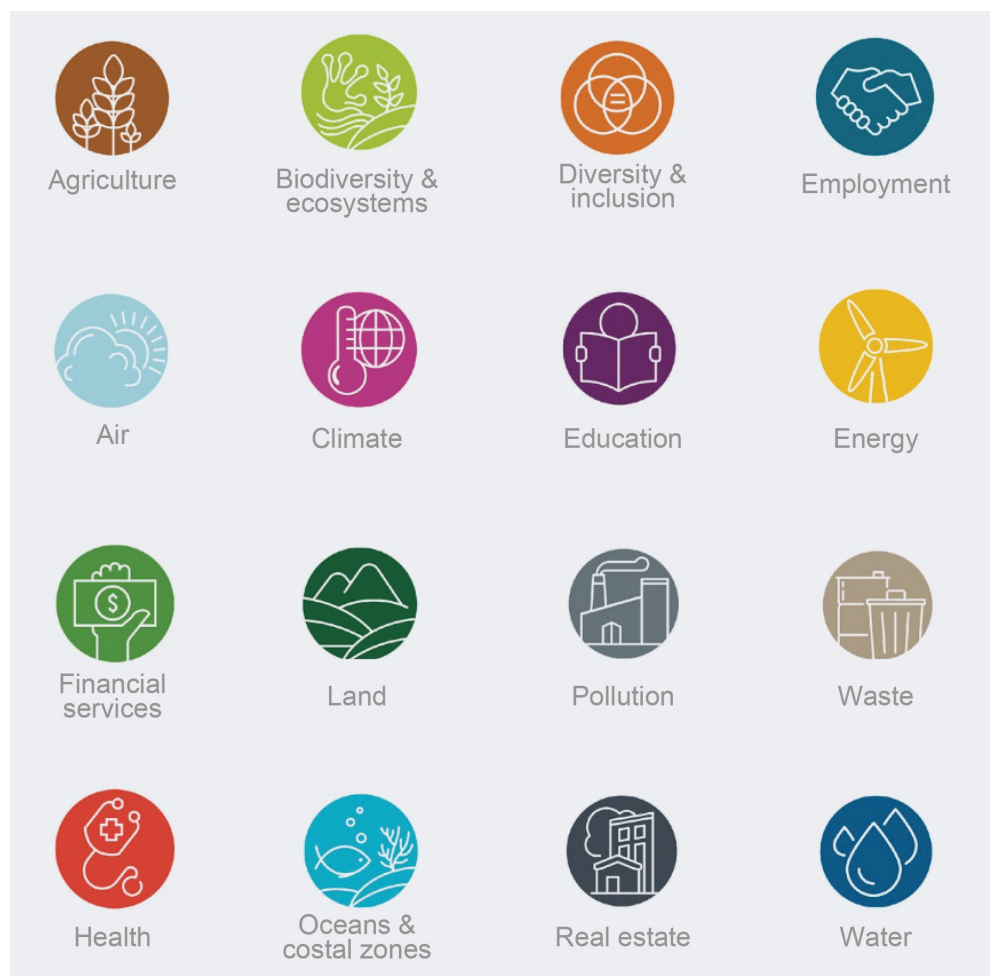 Agriculture
Biodiversity &
ecosystems
Diversity &
inclusion
Employment
Air
Climate
Education
Energy
$
Financial
services
Land
Pollution
Waste
Health
Oceans &
costal zones
Real estate
Water